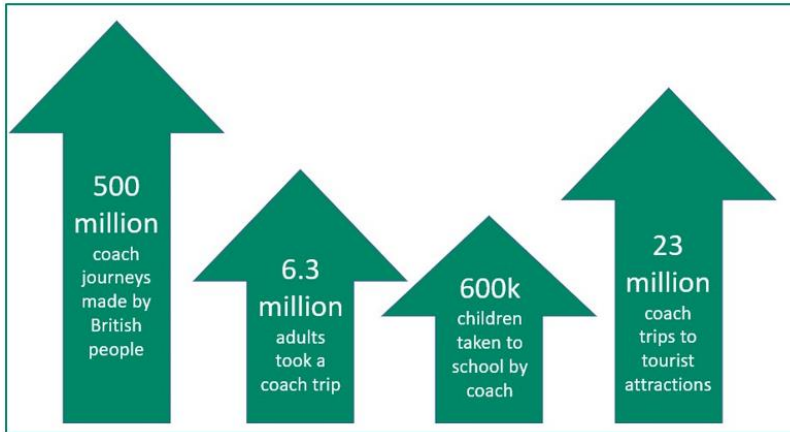 500
million
coach
journeys
made by
British
people
6.3
million
adults
took a
coach trip
600k
children
taken to
school by
coach
23
million
coach
trips to
tourist
attractions